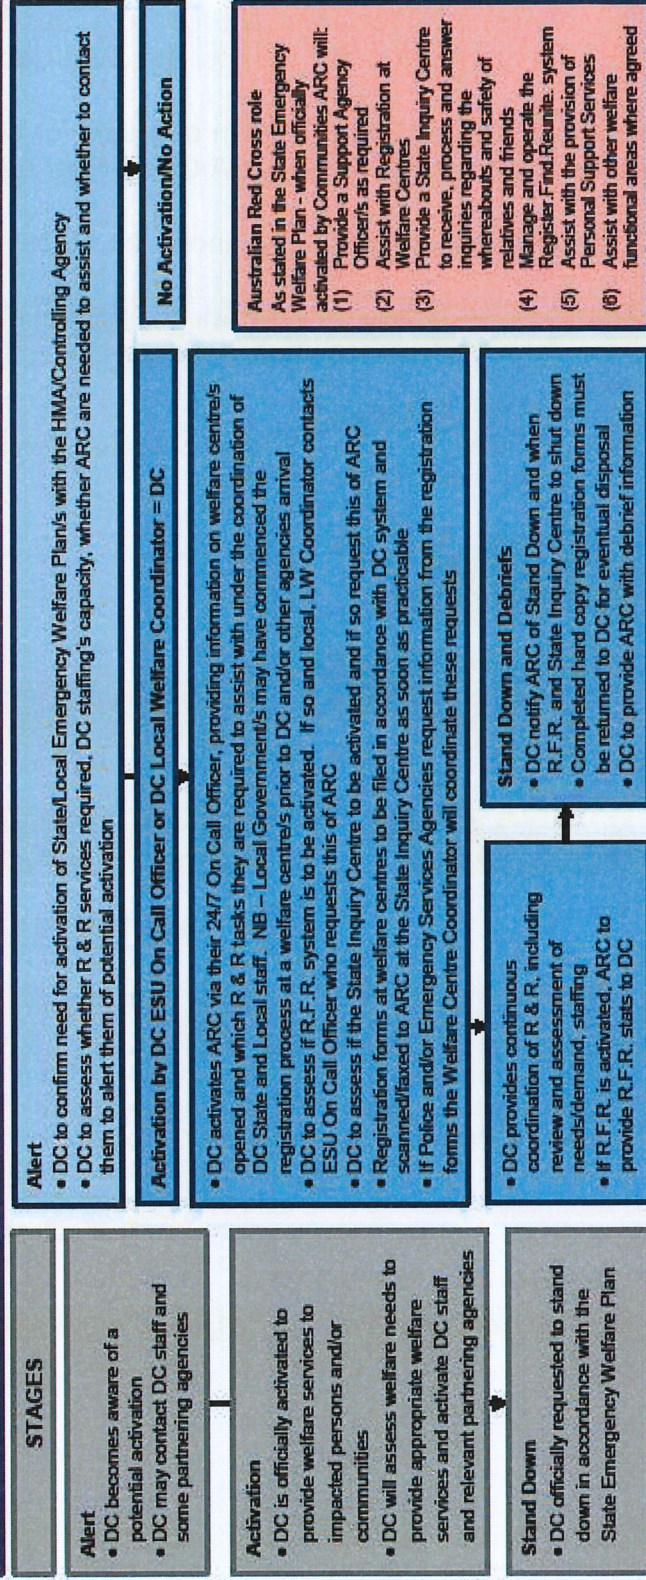 STAGES
Alert
• DC becomes aware of a
potential activation
• DC may contact DC staff and
some partnering agencies
Activation
• DC is officially activated to
provide welfare services to
impacted persons and/or
communities
• DC will assess welfare needs to
provide appropriate welfare
services and activate DC staff
and relevant partnering agencies
Stand Down
• DC officially requested to stand
down in accordance with the
State Emergency Welfare Plan
Alert
• DC to confirm need for activation of State/Local Emergency Welfare Plan/s with the HMA/Controlling Agency
• DC to assess whether R & R services required, DC staffing's capacity, whether ARC are needed to assist and whether to contact
them to alert them of potential activation
Activation by DC ESU On Call Officer or DC Local Welfare Coordinator = DC
No Activation/No Action
• DC activates ARC via their 24/7 On Call Officer, providing information on welfare centre/s
opened and which R & R tasks they are required to assist with under the coordination of
DC State and Local staff. NB – Local Government/s may have commenced the
registration process at a welfare centre/s prior to DC and/or other agencies arrival
• DC to assess if R.F.R. system is to be activated. If so and local, LW Coordinator contacts
ESU On Call Officer who requests this of ARC
• DC to assess if the State Inquiry Centre to be activated and if so request this of ARC
• Registration forms at welfare centres to be filed in accordance with DC system and
scanned/faxed to ARC at the State Inquiry Centre as soon as practicable
• If Police and/or Emergency Services Agencies request information from the registration
forms the Welfare Centre Coordinator will coordinate these requests
• DC provides continuous
coordination of R & R, including
review and assessment of
needs/demand, staffing
• If R.F.R. is activated, ARC to
provide R.F.R. stats to DC
Stand Down and Debriefs
• DC notify ARC of Stand Down and when
R.F.R. and State Inquiry Centre to shut down
• Completed hard copy registration forms must
be returned to DC for eventual disposal
• DC to provide ARC with debrief information
Australian Red Cross role
As stated in the State Emergency
Welfare Plan - when officially
activated by Communities ARC will:
(1) Provide a Support Agency
Officer/s as required
(2) Assist with Registration at
Welfare Centres
(3) Provide a State Inquiry Centre
to receive, process and answer
inquiries regarding the
whereabouts and safety of
relatives and friends
(4) Manage and operate the
Register.Find.Reunite. system
(5) Assist with the provision of
Personal Support Services
(6) Assist with other welfare
functional areas where agreed